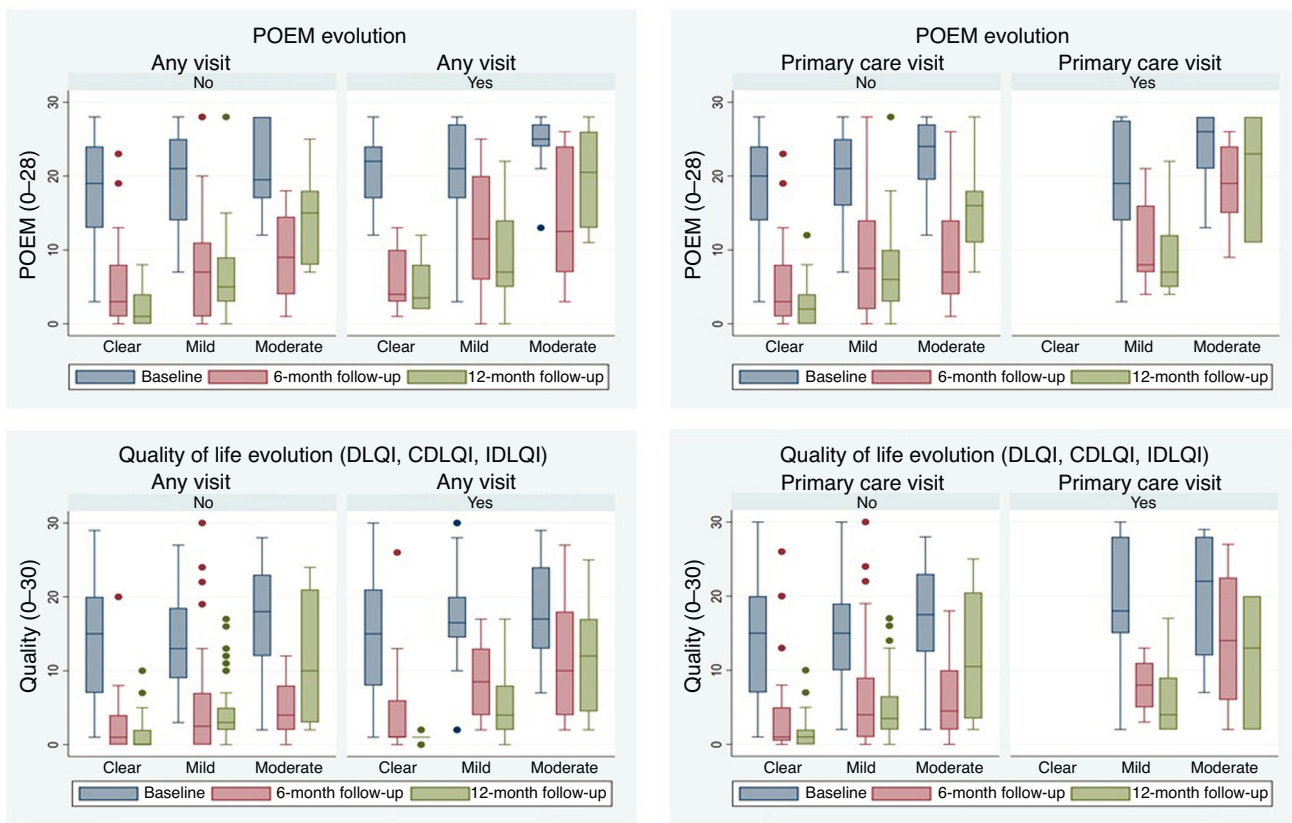 POEM evolution
Any visit Any visit
No Yes
POEM (0–28)
30
20
10
0
Clear Mild Moderate Clear Mild Moderate
Baseline 6-month follow-up 12-month follow-up
POEM evolution
Primary care visit Primary care visit
No Yes
POEM (0–28)
30
20
10
0
Clear Mild Moderate Clear Mild Moderate
Baseline 6-month follow-up 12-month follow-up
Quality of life evolution (DLQI, CDLQI, IDLQI)
Any visit Any visit
No Yes
Quality (0–30)
30
20
10
0
Clear Mild Moderate Clear Mild Moderate
Baseline 6-month follow-up 12-month follow-up
Quality of life evolution (DLQI, CDLQI, IDLQI)
Primary care visit Primary care visit
No Yes
Quality (0–30)
30
20
10
0
Clear Mild Moderate Clear Mild Moderate
Baseline 6-month follow-up 12-month follow-up